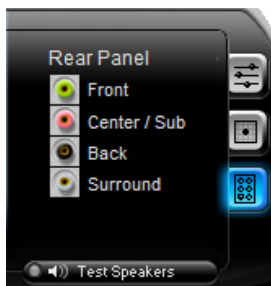 Rear Panel
Front
Center / Sub
Back
Surround
Test Speakers